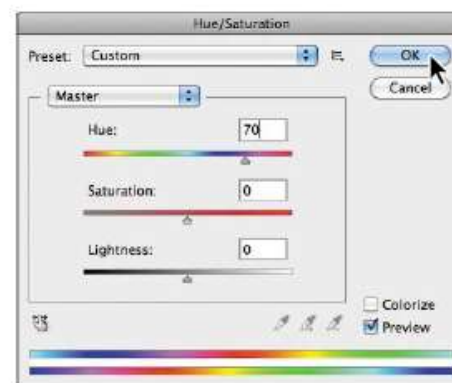 Hue/Saturation
Preset: Custom
OK
Cancel
Master
Hue: 70
Saturation: 0
Lightness: 0
Colorize
Preview